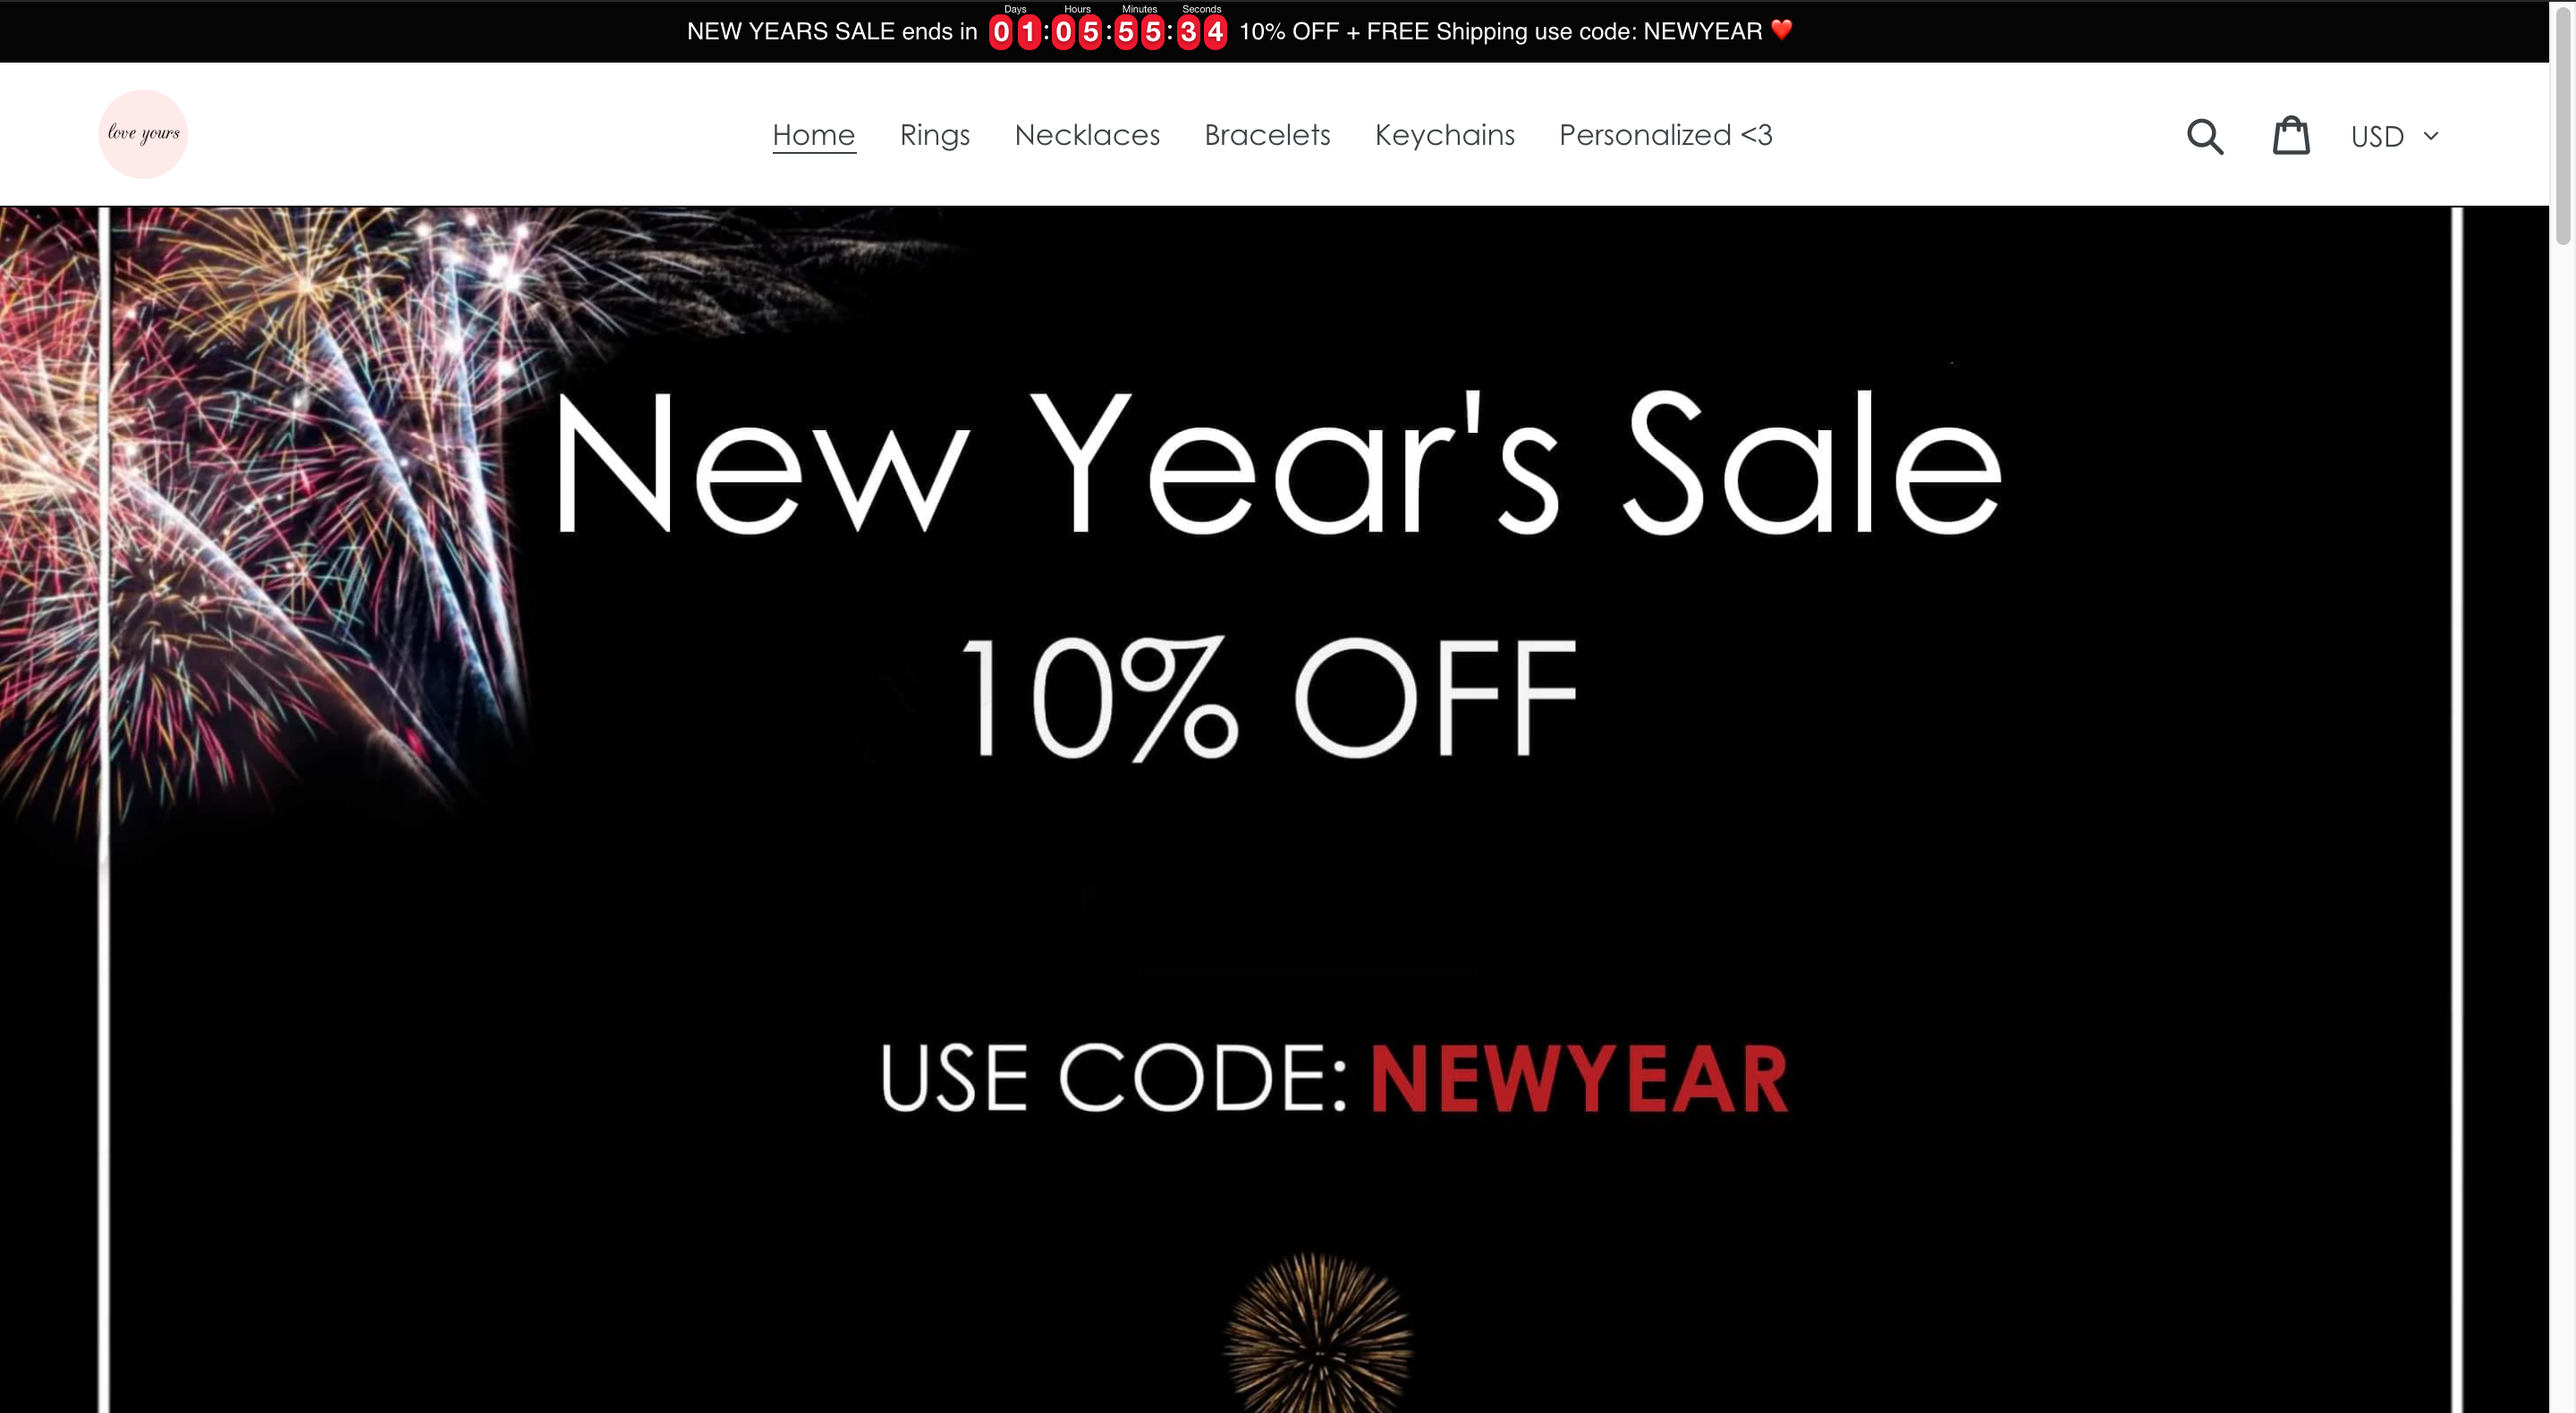 Days Hours Minutes Seconds
NEW YEARS SALE ends in 01:05:55:34 10% OFF + FREE Shipping use code: NEWYEAR ❤️
love yours
Home Rings Necklaces Bracelets Keychains Personalized <3 USD
New Year's Sale
10% OFF
USE CODE: NEWYEAR